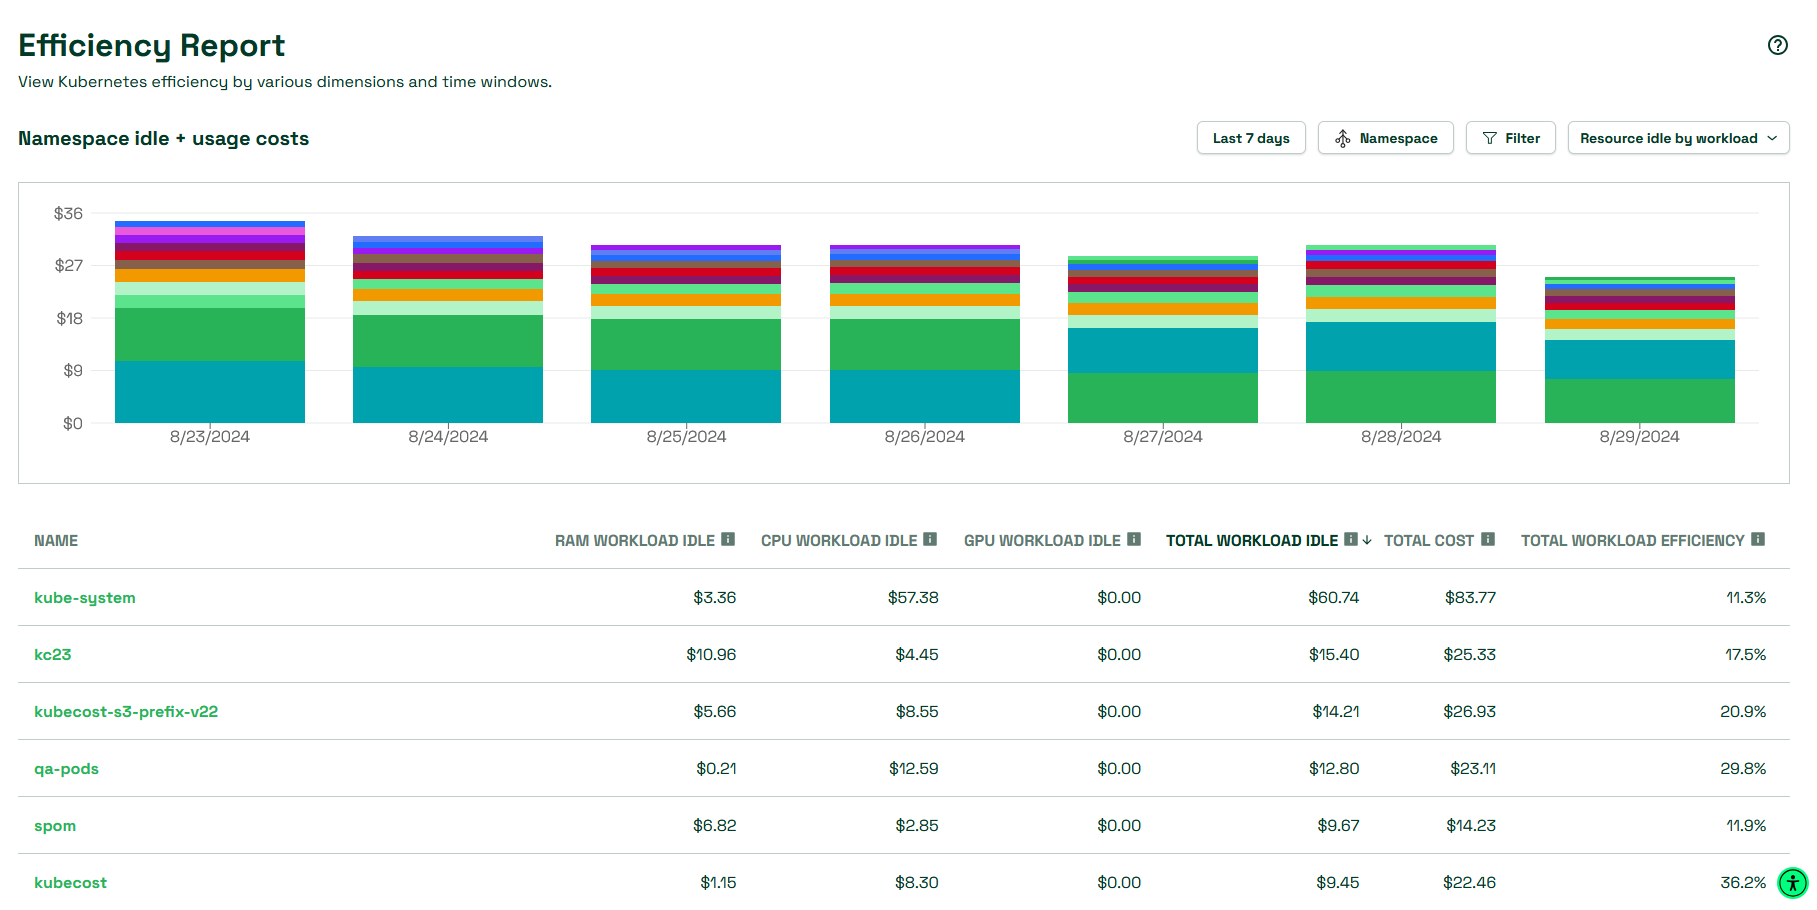 Efficiency Report
View Kubernetes efficiency by various dimensions and time windows.
Namespace idle + usage costs
Last 7 days Namespace Filter Resource idle by workload
$36
$27
$18
$9
$0
8/23/2024 8/24/2024 8/25/2024 8/26/2024 8/27/2024 8/28/2024 8/29/2024
NAME RAM WORKLOAD IDLE CPU WORKLOAD IDLE GPU WORKLOAD IDLE TOTAL WORKLOAD IDLE TOTAL COST TOTAL WORKLOAD EFFICIENCY
kube-system $3.36 $57.38 $0.00 $60.74 $83.77 11.3%
kc23 $10.96 $4.45 $0.00 $15.40 $25.33 17.5%
kubecost-s3-prefix-v22 $5.66 $8.55 $0.00 $14.21 $26.93 20.9%
qa-pods $0.21 $12.59 $0.00 $12.80 $23.11 29.8%
spom $6.82 $2.85 $0.00 $9.67 $14.23 11.9%
kubecost $1.15 $8.30 $0.00 $9.45 $22.46 36.2%